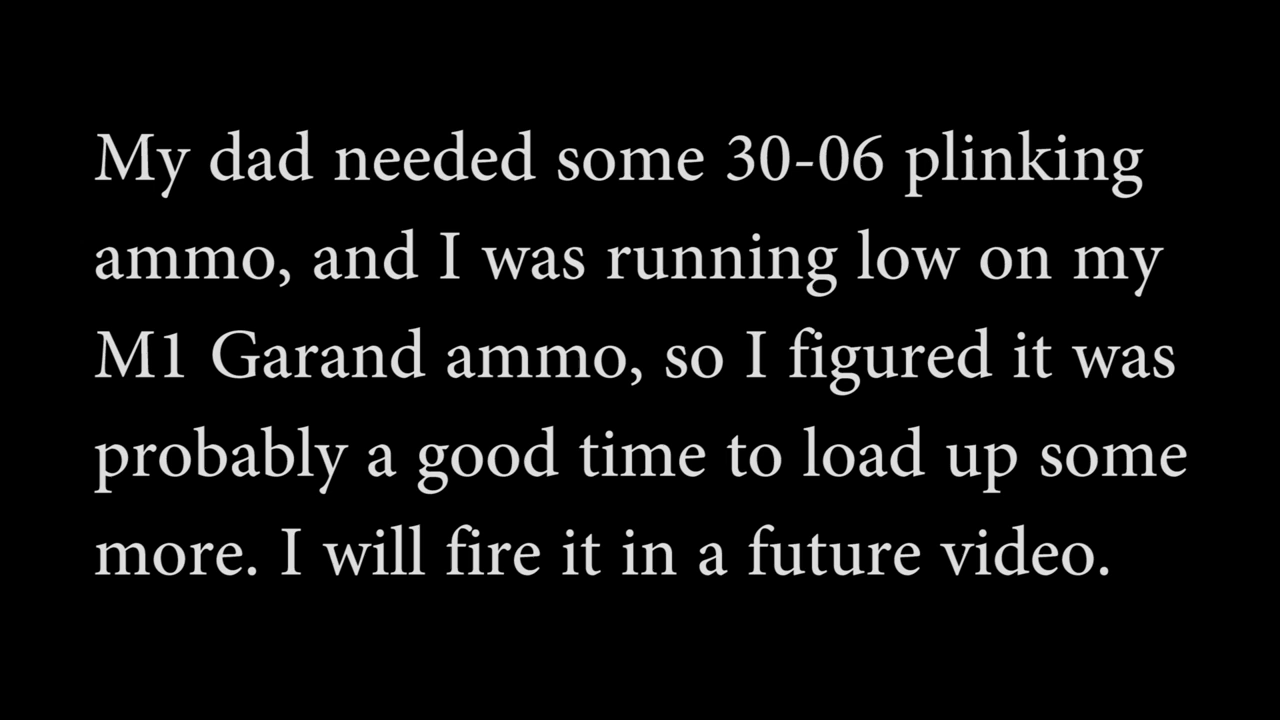 My dad needed some 30-06 plinking
ammo, and I was running low on my
M1 Garand ammo, so I figured it was
probably a good time to load up some
more. I will fire it in a future video.